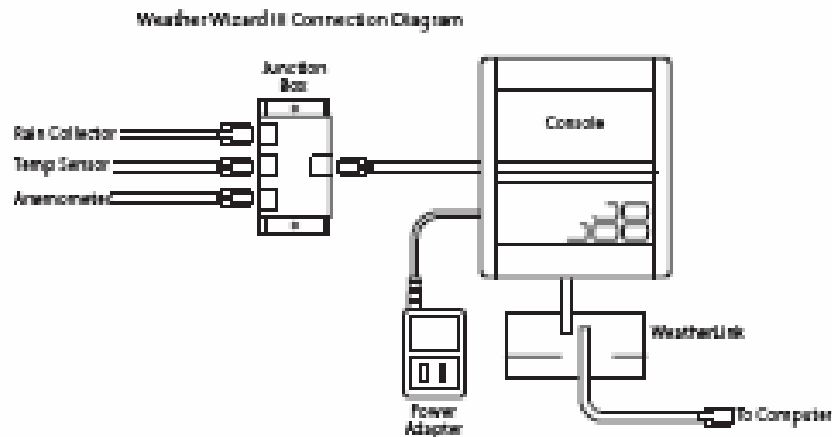 Weather Wizard III Connection Diagram
Junction
Box
Rain Collector
Temp Sensor
Anemometer
Console
WeatherLink
Power
Adapter
To Computer